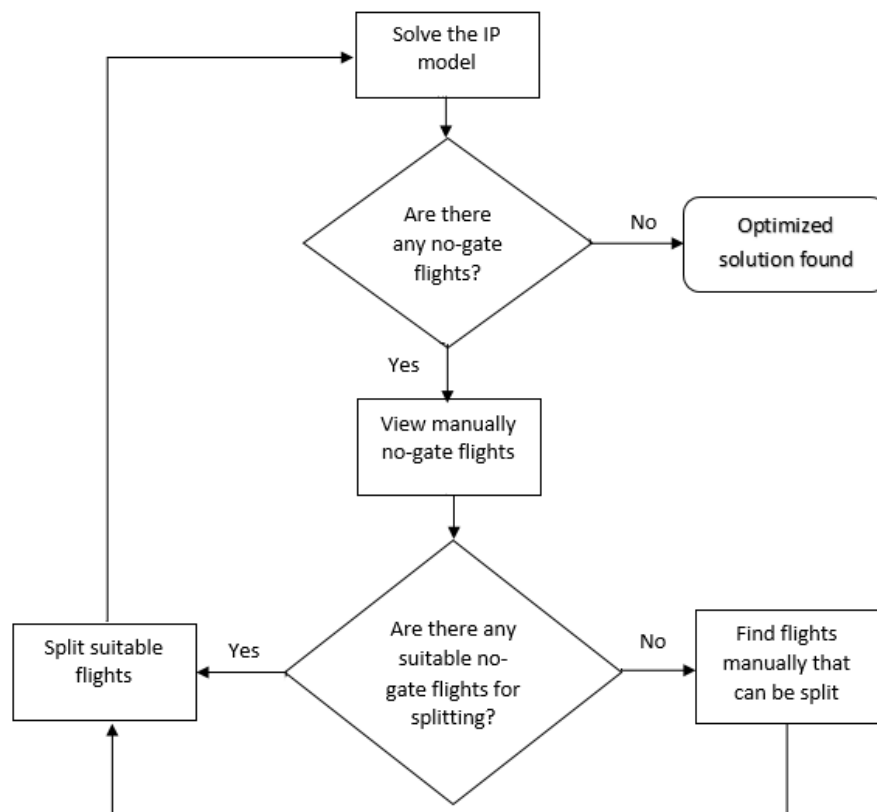 Solve the IP
model
Are there
any no-gate
flights?
No
Optimized
solution found
Yes
View manually
no-gate flights
Are there any
suitable no-
gate flights for
splitting?
Yes
Split suitable
flights
No
Find flights
manually that
can be split